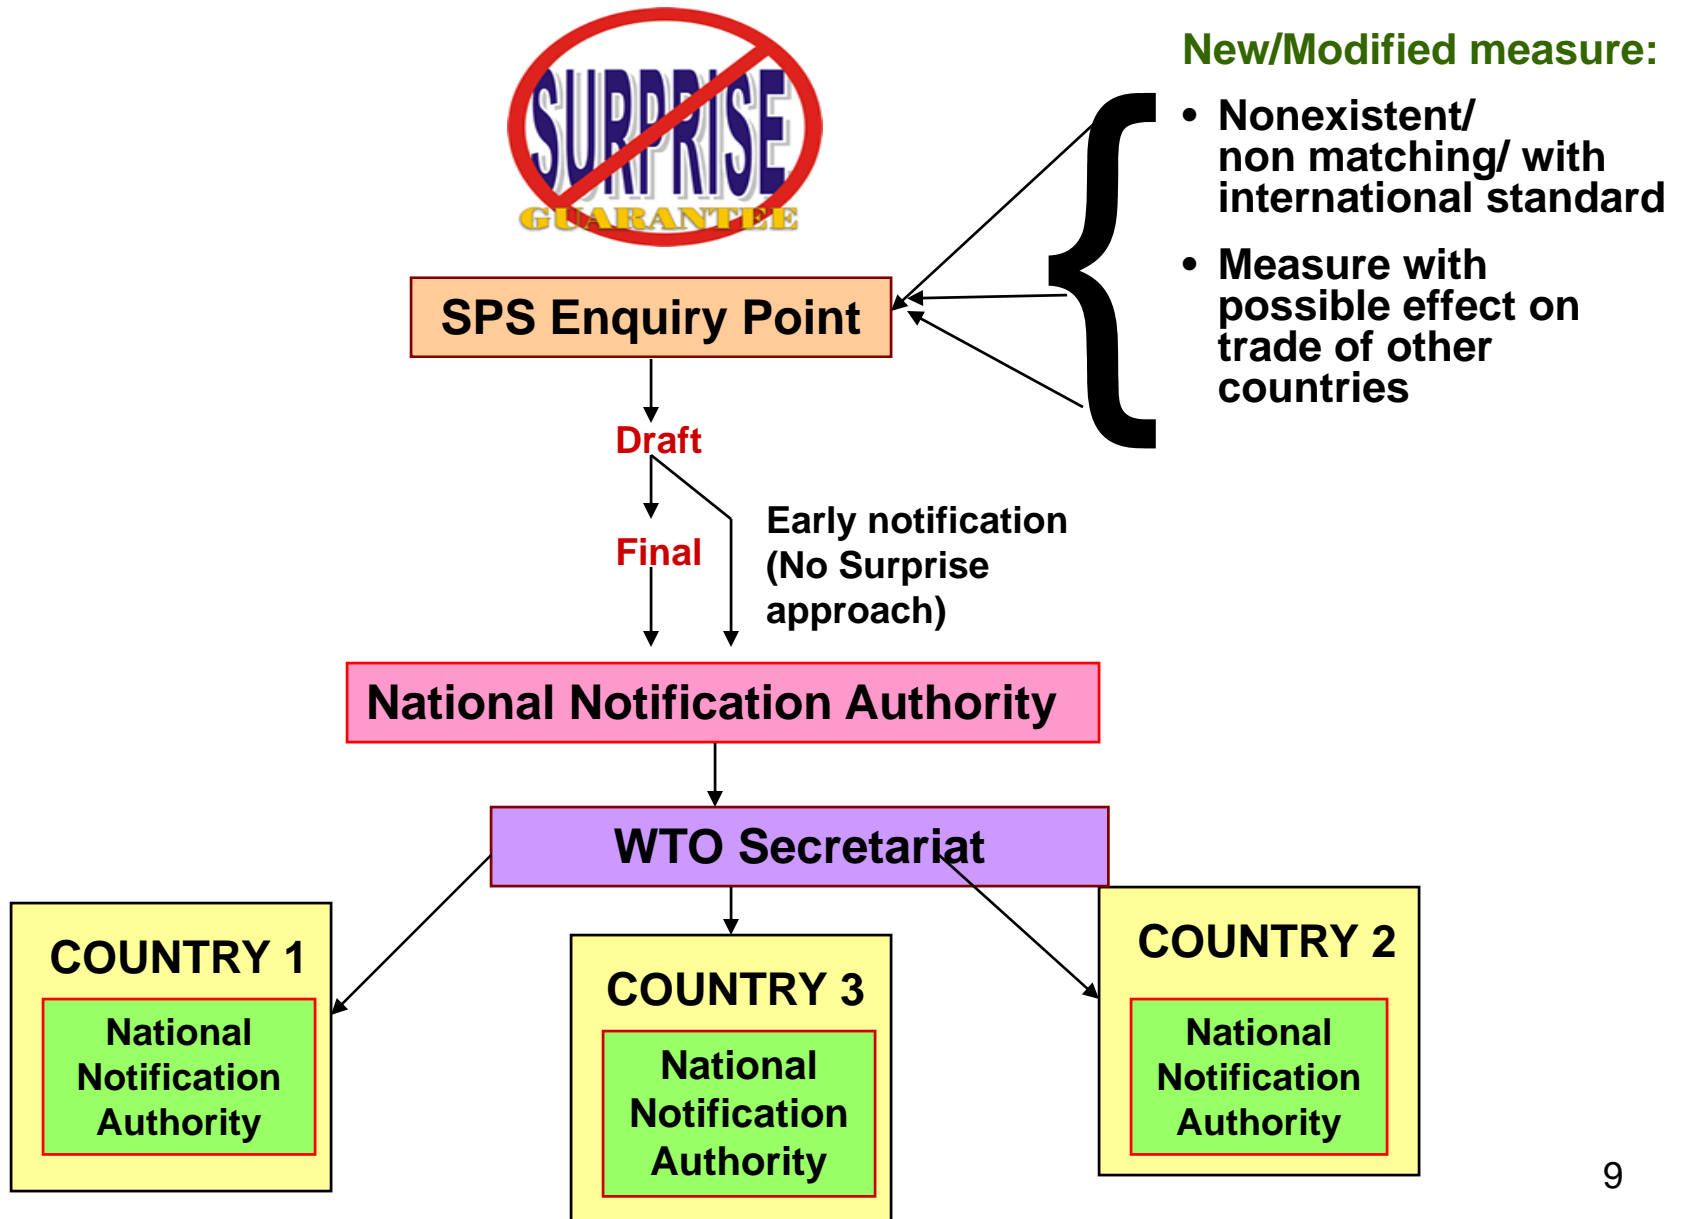 SURPRISE
GUARANTEE
New/Modified measure:
• Nonexistent/
non matching/ with
international standard
• Measure with
possible effect on
trade of other
countries
{
SPS Enquiry Point
Draft
Final
Early notification
(No Surprise
approach)
National Notification Authority
WTO Secretariat
COUNTRY 1
National
Notification
Authority
COUNTRY 3
National
Notification
Authority
COUNTRY 2
National
Notification
Authority
9